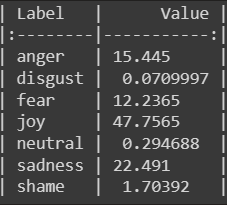 | Label    |      Value |
|:---------|-----------:|
| anger    | 15.445     |
| disgust  |  0.0709997 |
| fear     | 12.2365    |
| joy      | 47.7565    |
| neutral  |  0.294688  |
| sadness  | 22.491     |
| shame    |  1.70392   |